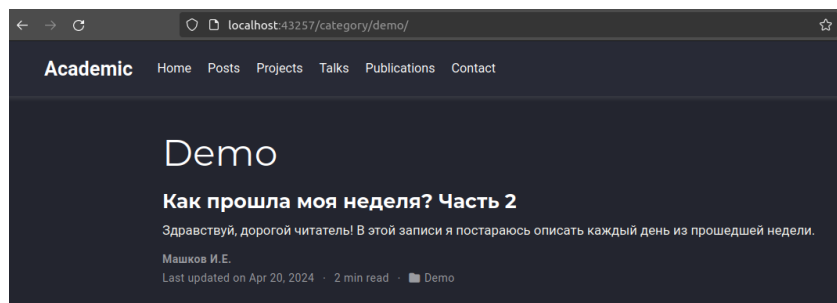 localhost:43257/category/demo/
Academic Home Posts Projects Talks Publications Contact
Demo
Как прошла моя неделя? Часть 2
Здравствуй, дорогой читатель! В этой записи я постараюсь описать каждый день из прошедшей недели.
Машков И.Е.
Last updated on Apr 20, 2024 · 2 min read · Demo